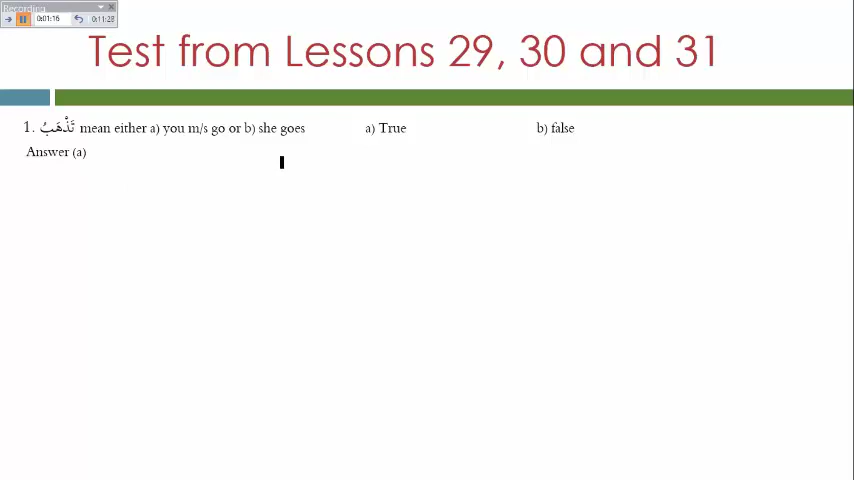 Recording
0:01:16 0:11:28
Test from Lessons 29, 30 and 31
1. تَذْهَبُ mean either a) you m/s go or b) she goes a) True b) false
Answer (a)